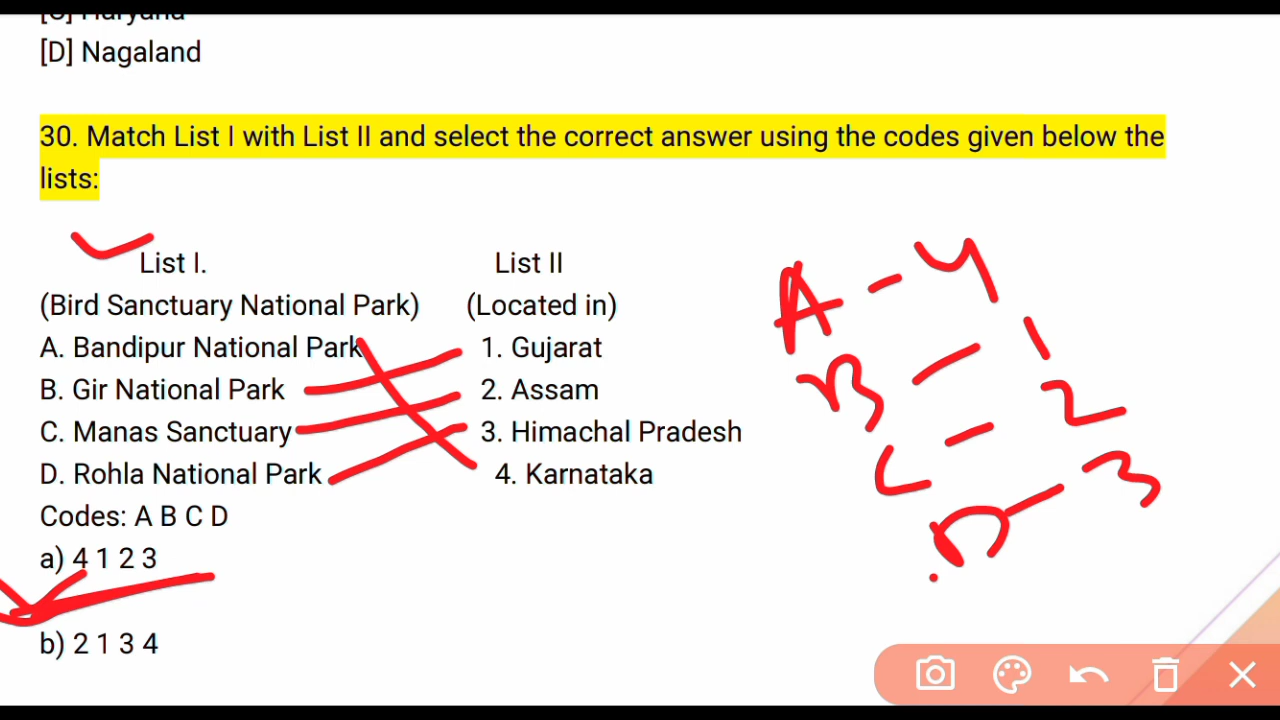 [D] Nagaland
30. Match List I with List II and select the correct answer using the codes given below the
lists:
List I. List II
(Bird Sanctuary National Park) (Located in)
A. Bandipur National Park 1. Gujarat
B. Gir National Park 2. Assam
C. Manas Sanctuary 3. Himachal Pradesh
D. Rohla National Park 4. Karnataka
Codes: A B C D
a) 4 1 2 3
b) 2 1 3 4
A - 4
B - 1
C - 2
D - 3